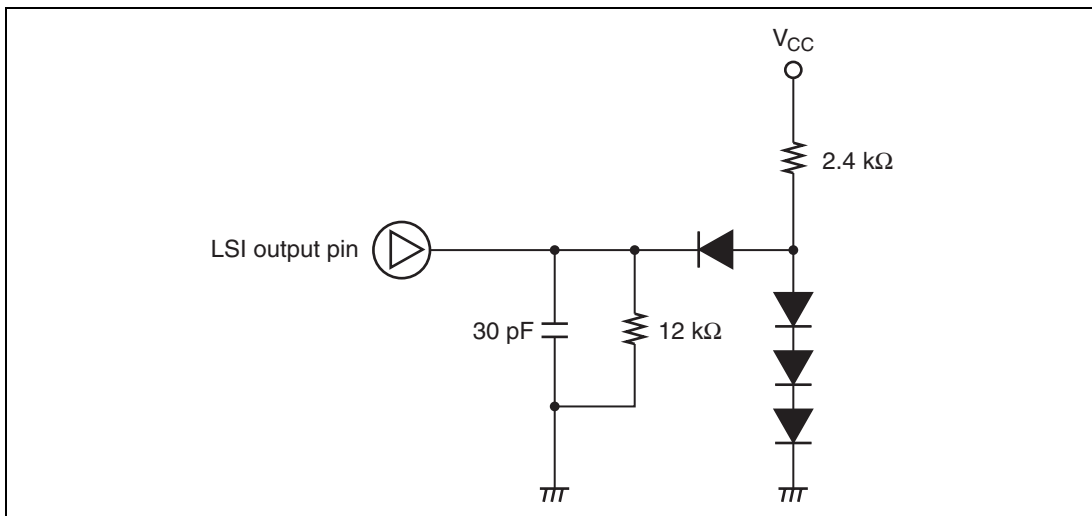 V_CC
2.4 kΩ
LSI output pin
30 pF
12 kΩ